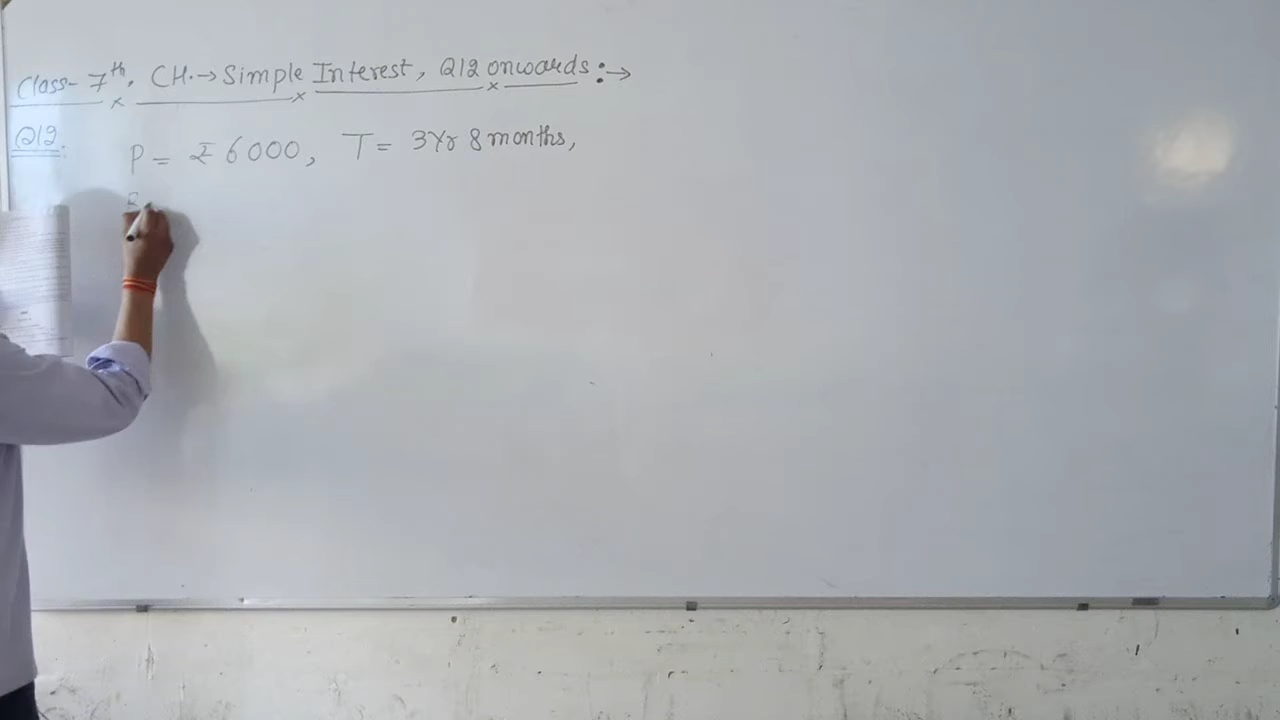 Class- 7th, CH.→ Simple Interest, Q12 onwards :→
Q12. P = ₹ 6000, T = 3Yr 8 months,